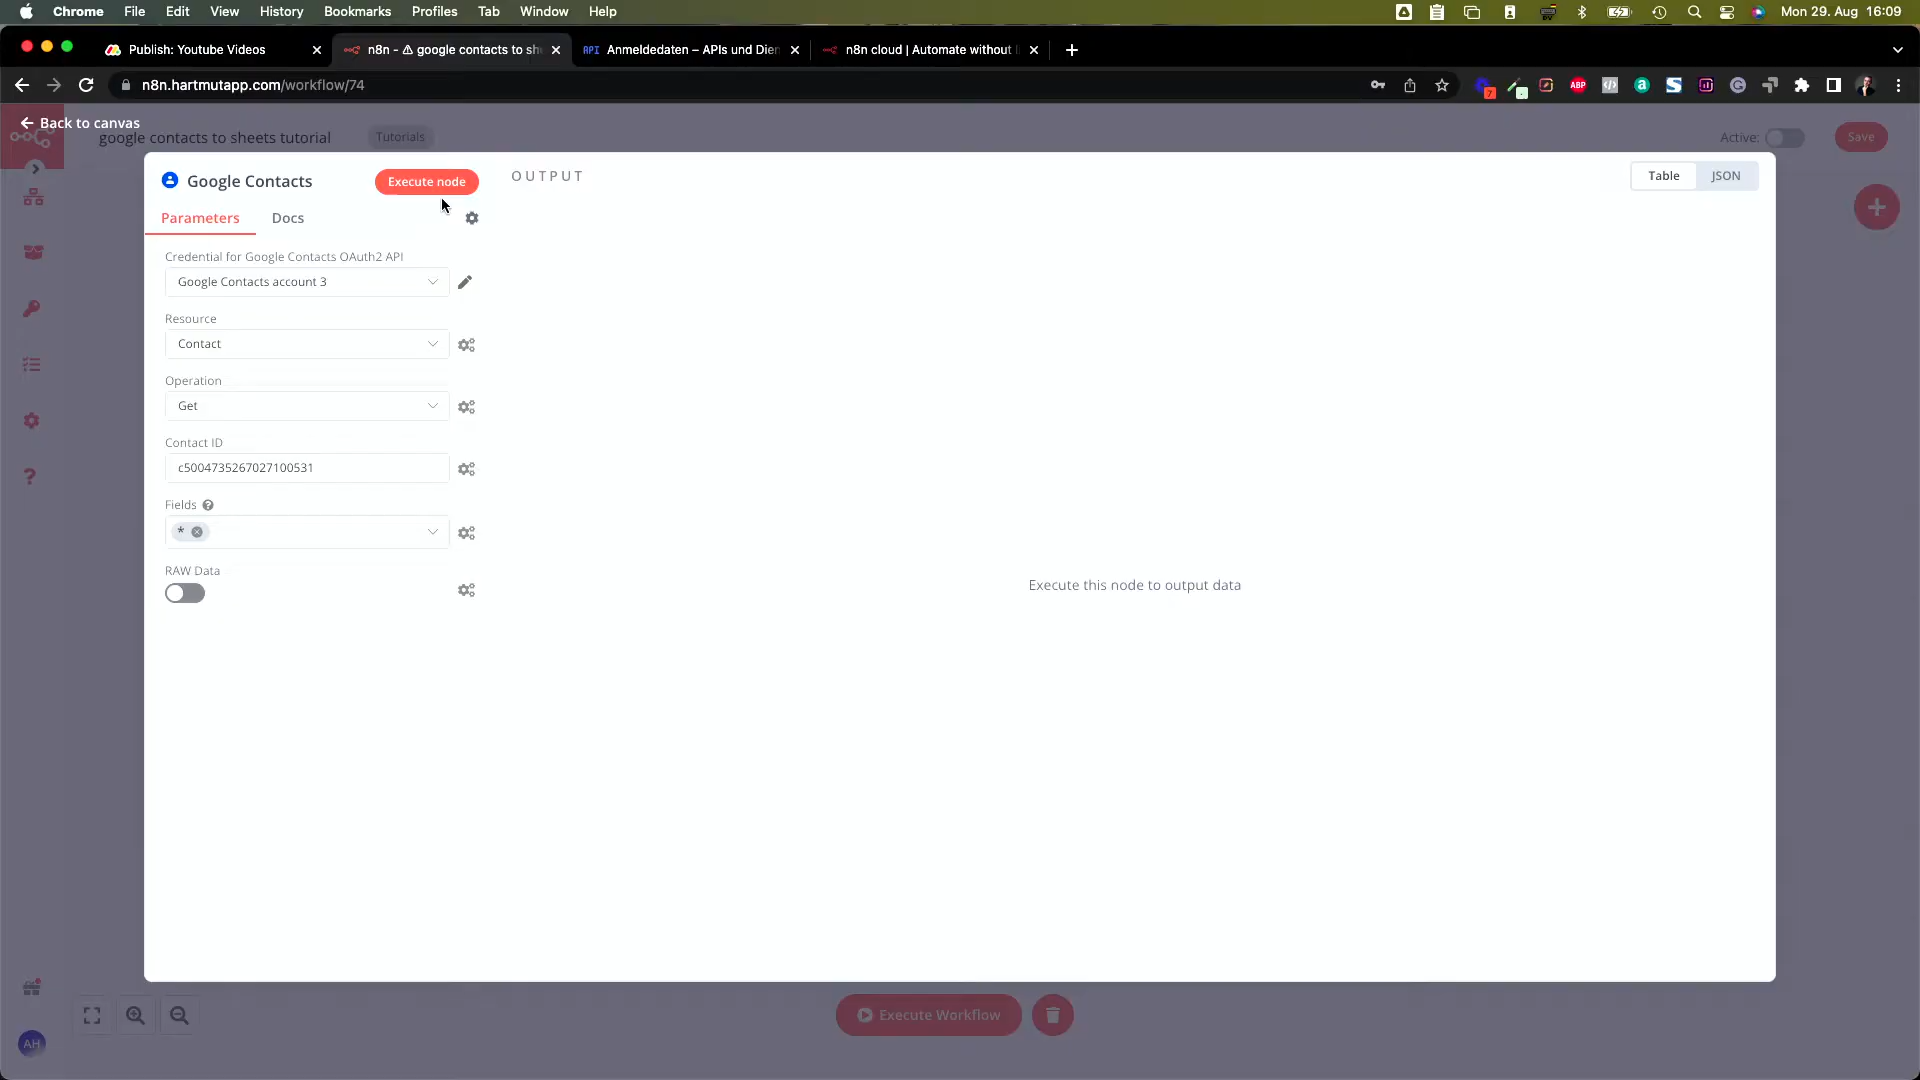 Chrome File Edit View History Bookmarks Profiles Tab Window Help Mon 29. Aug 16:09
Publish: Youtube Videos n8n - ⚠ google contacts to sh Anmeldedaten – APIs und Dien n8n cloud | Automate without
n8n.hartmutapp.com/workflow/74
7 ABP
Back to canvas
google contacts to sheets tutorial Tutorials Active: Save
Google Contacts Execute node OUTPUT Table JSON
Parameters Docs
Credential for Google Contacts OAuth2 API
Google Contacts account 3
Resource
Contact
Operation
Get
Contact ID
c5004735267027100531
Fields
*
RAW Data
Execute this node to output data
Execute Workflow
AH